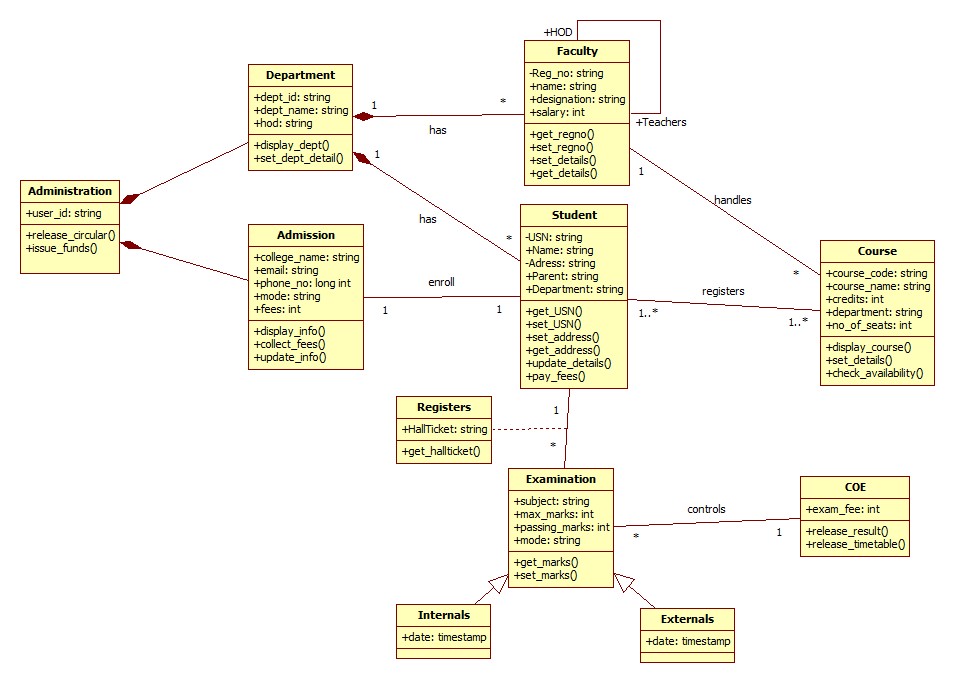 +HOD
Faculty
-Reg_no: string
+name: string
+designation: string
+salary: int
+get_regno()
+set_regno()
+set_details()
+get_details()
+Teachers
Department
+dept_id: string
+dept_name: string
+hod: string
+display_dept()
+set_dept_detail()
1
*
has
1
has
*
1
handles
*
Administration
+user_id: string
+release_circular()
+issue_funds()
Admission
+college_name: string
+email: string
+phone_no: long int
+mode: string
+fees: int
+display_info()
+collect_fees()
+update_info()
enroll
1
1
Student
-USN: string
+Name: string
-Adress: string
+Parent: string
+Department: string
+get_USN()
+set_USN()
+set_address()
+get_address()
+update_details()
+pay_fees()
registers
1..*
1..*
Course
+course_code: string
+course_name: string
+credits: int
+department: string
+no_of_seats: int
+display_course()
+set_details()
+check_availability()
Registers
+HallTicket: string
+get_hallticket()
1
*
Examination
+subject: string
+max_marks: int
+passing_marks: int
+mode: string
+get_marks()
+set_marks()
controls
*
1
COE
+exam_fee: int
+release_result()
+release_timetable()
Internals
+date: timestamp
Externals
+date: timestamp